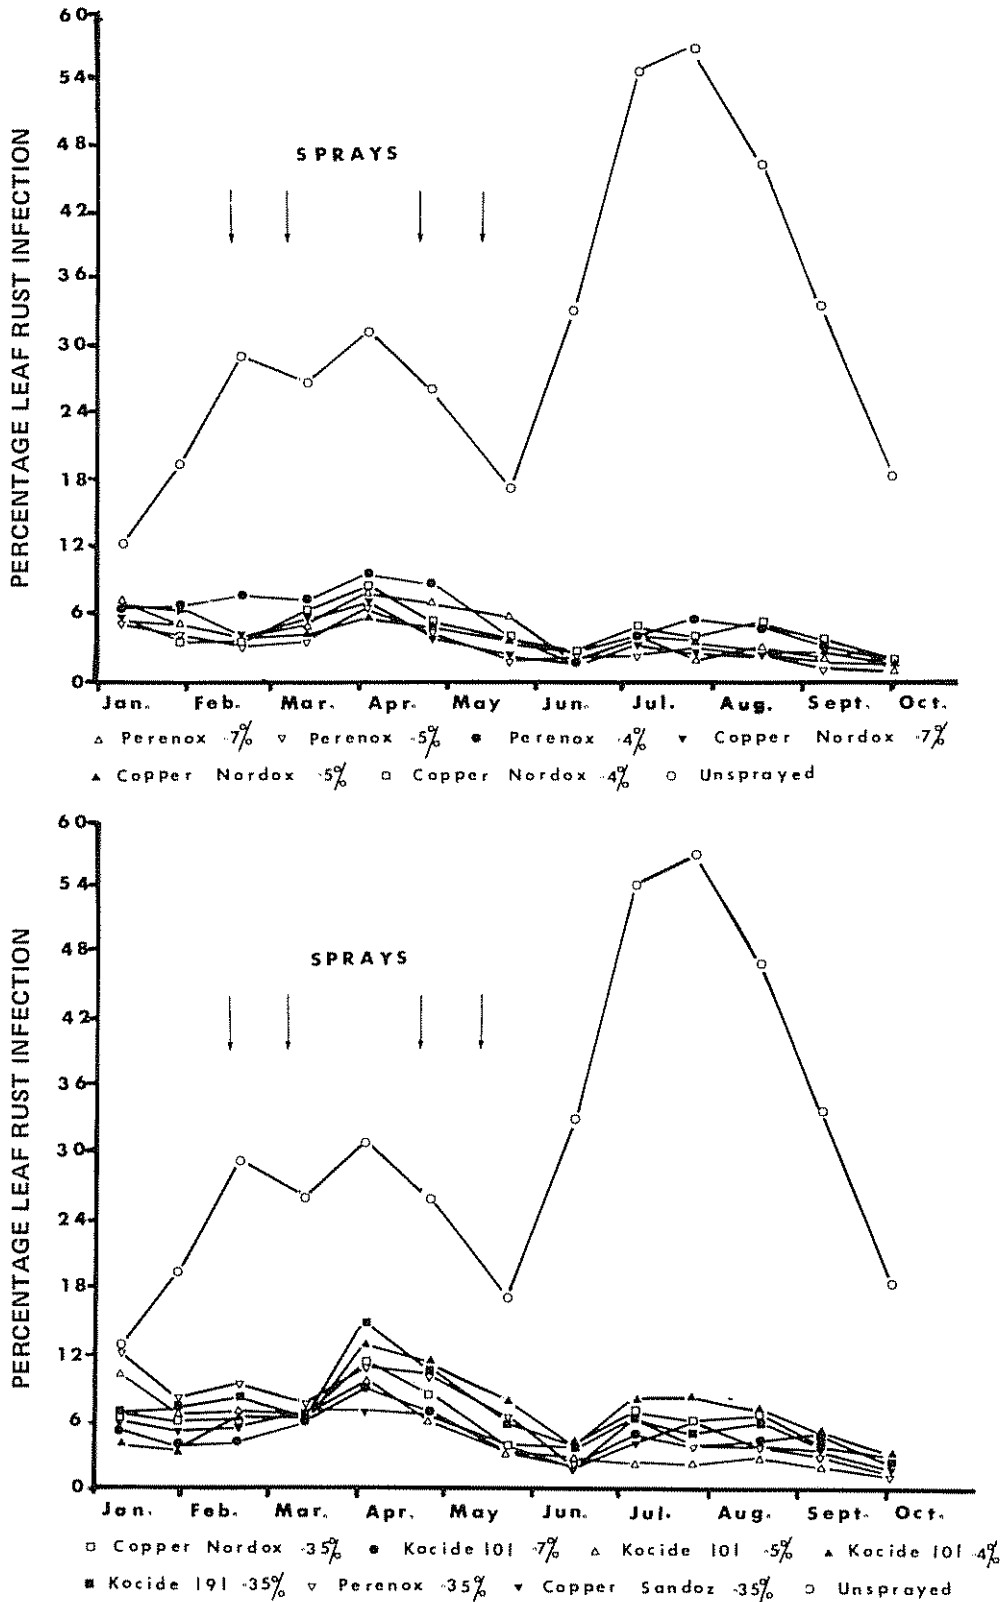 PERCENTAGE LEAF RUST INFECTION
60
54
48
42
36
30
24
18
12
6
0
SPRAYS
Jan. Feb. Mar. Apr. May Jun. Jul. Aug. Sept. Oct.
△ Perenox ·7% ▽ Perenox ·5% ● Perenox ·4% ▼ Copper Nordox ·7%
▲ Copper Nordox ·5% □ Copper Nordox ·4% ○ Unsprayed
PERCENTAGE LEAF RUST INFECTION
60
54
48
42
36
30
24
18
12
6
0
SPRAYS
Jan. Feb. Mar. Apr. May Jun. Jul. Aug. Sept. Oct.
□ Copper Nordox ·35% ● Kocide 101 ·7% △ Kocide 101 ·5% ▲ Kocide 101 ·4%
■ Kocide 191 ·35% ▽ Perenox ·35% ▼ Copper Sandoz ·35% ○ Unsprayed